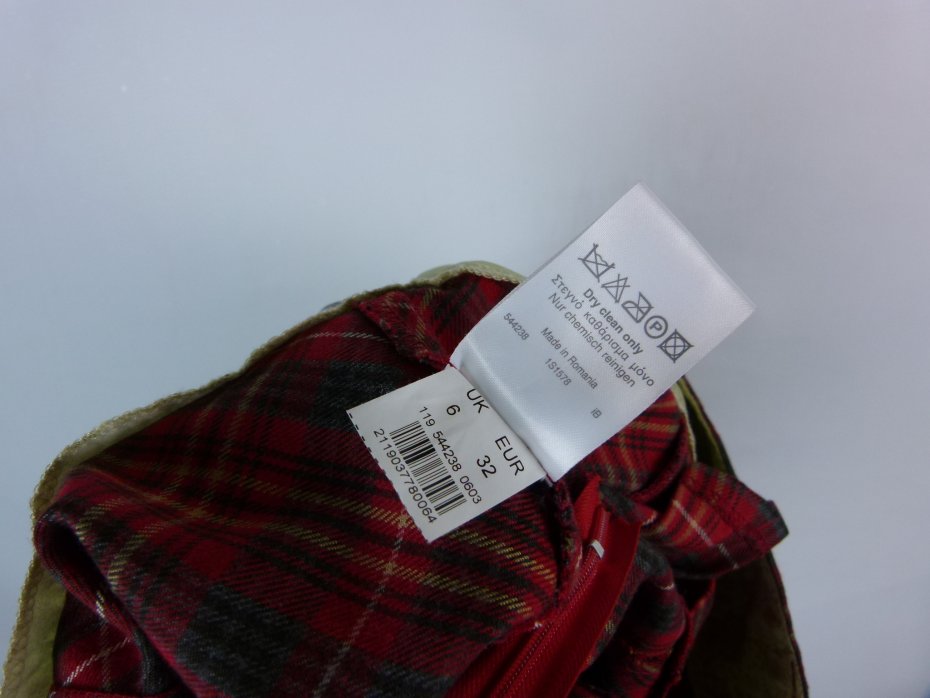 Dry clean only
Στεγνό καθάρισμα μόνο
Nur chemisch reinigen
544238
Made in Romania
1S1578
IB
UK EUR
6 32
119 544238 0603
2119037780064